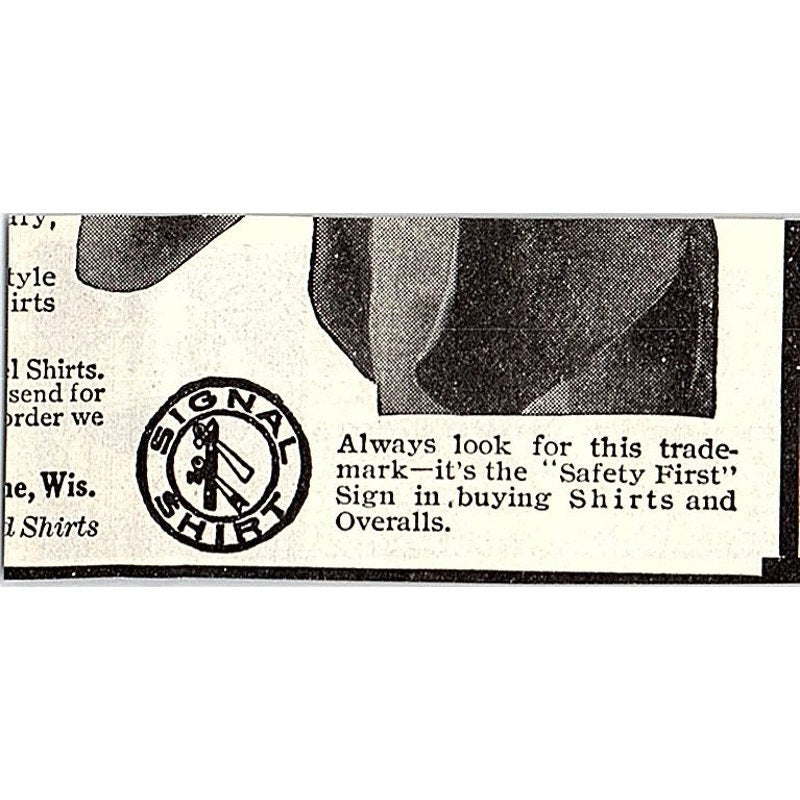 tyle
irts
Shirts.
send for
order we
Wis.
Shirts
SIGNAL
SHIRT
Always look for this trade-
mark—it's the "Safety First"
Sign in buying Shirts and
Overalls.